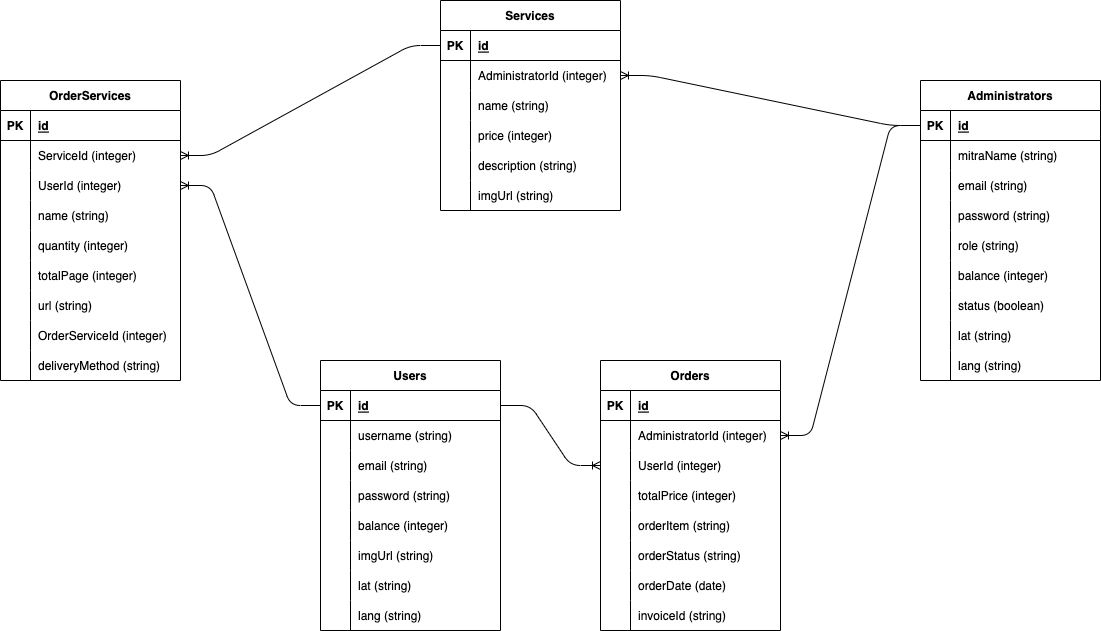 Services
PK id
AdministratorId (integer)
name (string)
price (integer)
description (string)
imgUrl (string)
OrderServices
PK id
ServiceId (integer)
UserId (integer)
name (string)
quantity (integer)
totalPage (integer)
url (string)
OrderServiceId (integer)
deliveryMethod (string)
Administrators
PK id
mitraName (string)
email (string)
password (string)
role (string)
balance (integer)
status (boolean)
lat (string)
lang (string)
Users
PK id
username (string)
email (string)
password (string)
balance (integer)
imgUrl (string)
lat (string)
lang (string)
Orders
PK id
AdministratorId (integer)
UserId (integer)
totalPrice (integer)
orderItem (string)
orderStatus (string)
orderDate (date)
invoiceId (string)